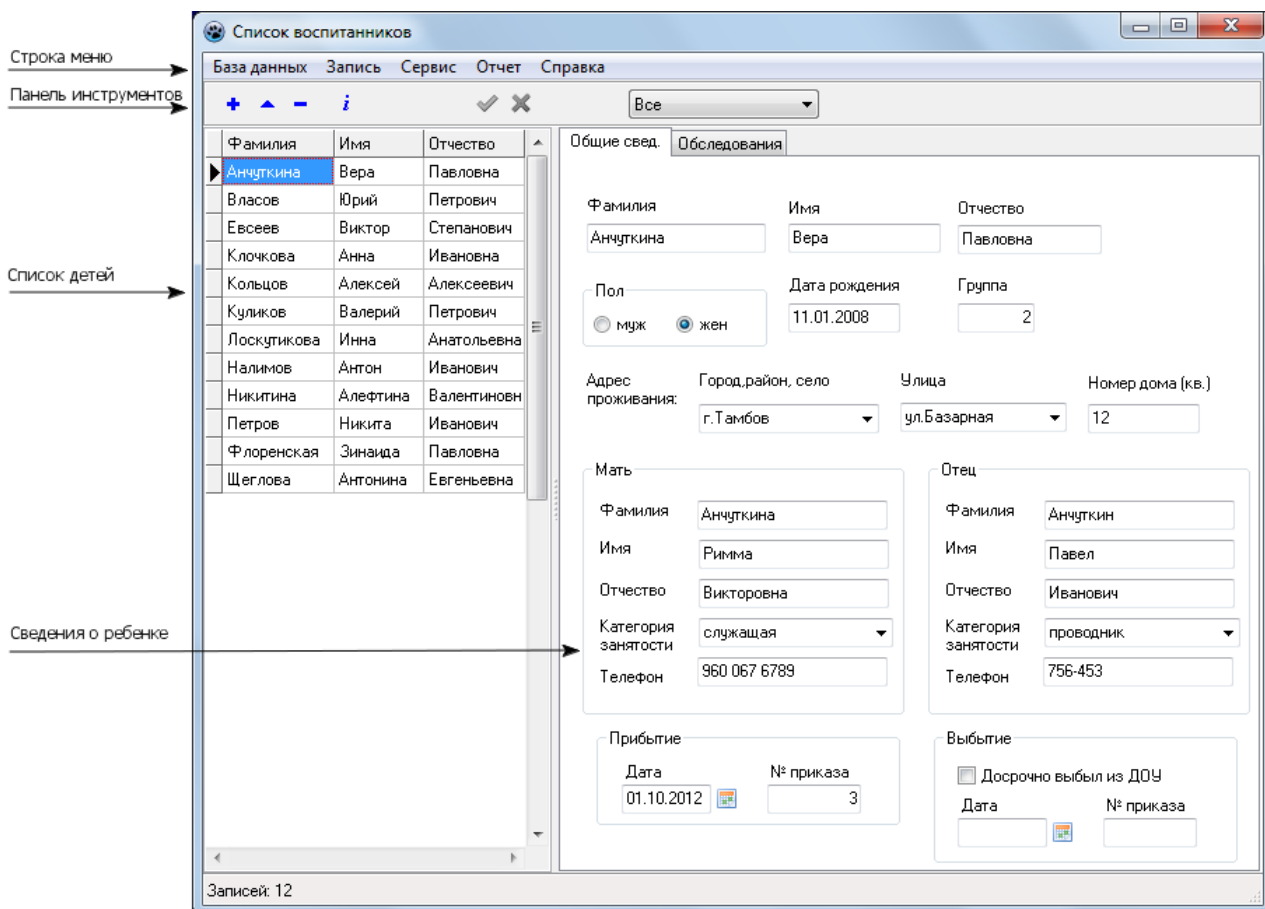 Список воспитанников
Строка меню
База данных Запись Сервис Отчет Справка
Панель инструментов
Все
Фамилия Имя Отчество
Анчуткина Вера Павловна
Власов Юрий Петрович
Евсеев Виктор Степанович
Клочкова Анна Ивановна
Список детей
Кольцов Алексей Алексеевич
Куликов Валерий Петрович
Лоскутикова Инна Анатольевна
Налимов Антон Иванович
Никитина Алефтина Валентиновн
Петров Никита Иванович
Флоренская Зинаида Павловна
Щеглова Антонина Евгеньевна
Общие свед. Обследования
Фамилия Имя Отчество
Анчуткина Вера Павловна
Пол Дата рождения Группа
муж жен 11.01.2008 2
Адрес проживания: Город,район, село Улица Номер дома (кв.)
г.Тамбов ул.Базарная 12
Мать
Фамилия Анчуткина
Имя Римма
Отчество Викторовна
Категория занятости служащая
Телефон 960 067 6789
Отец
Фамилия Анчуткин
Имя Павел
Отчество Иванович
Категория занятости проводник
Телефон 756-453
Сведения о ребенке
Прибытие
Дата № приказа
01.10.2012 3
Выбытие
Досрочно выбыл из ДОУ
Дата № приказа
Записей: 12